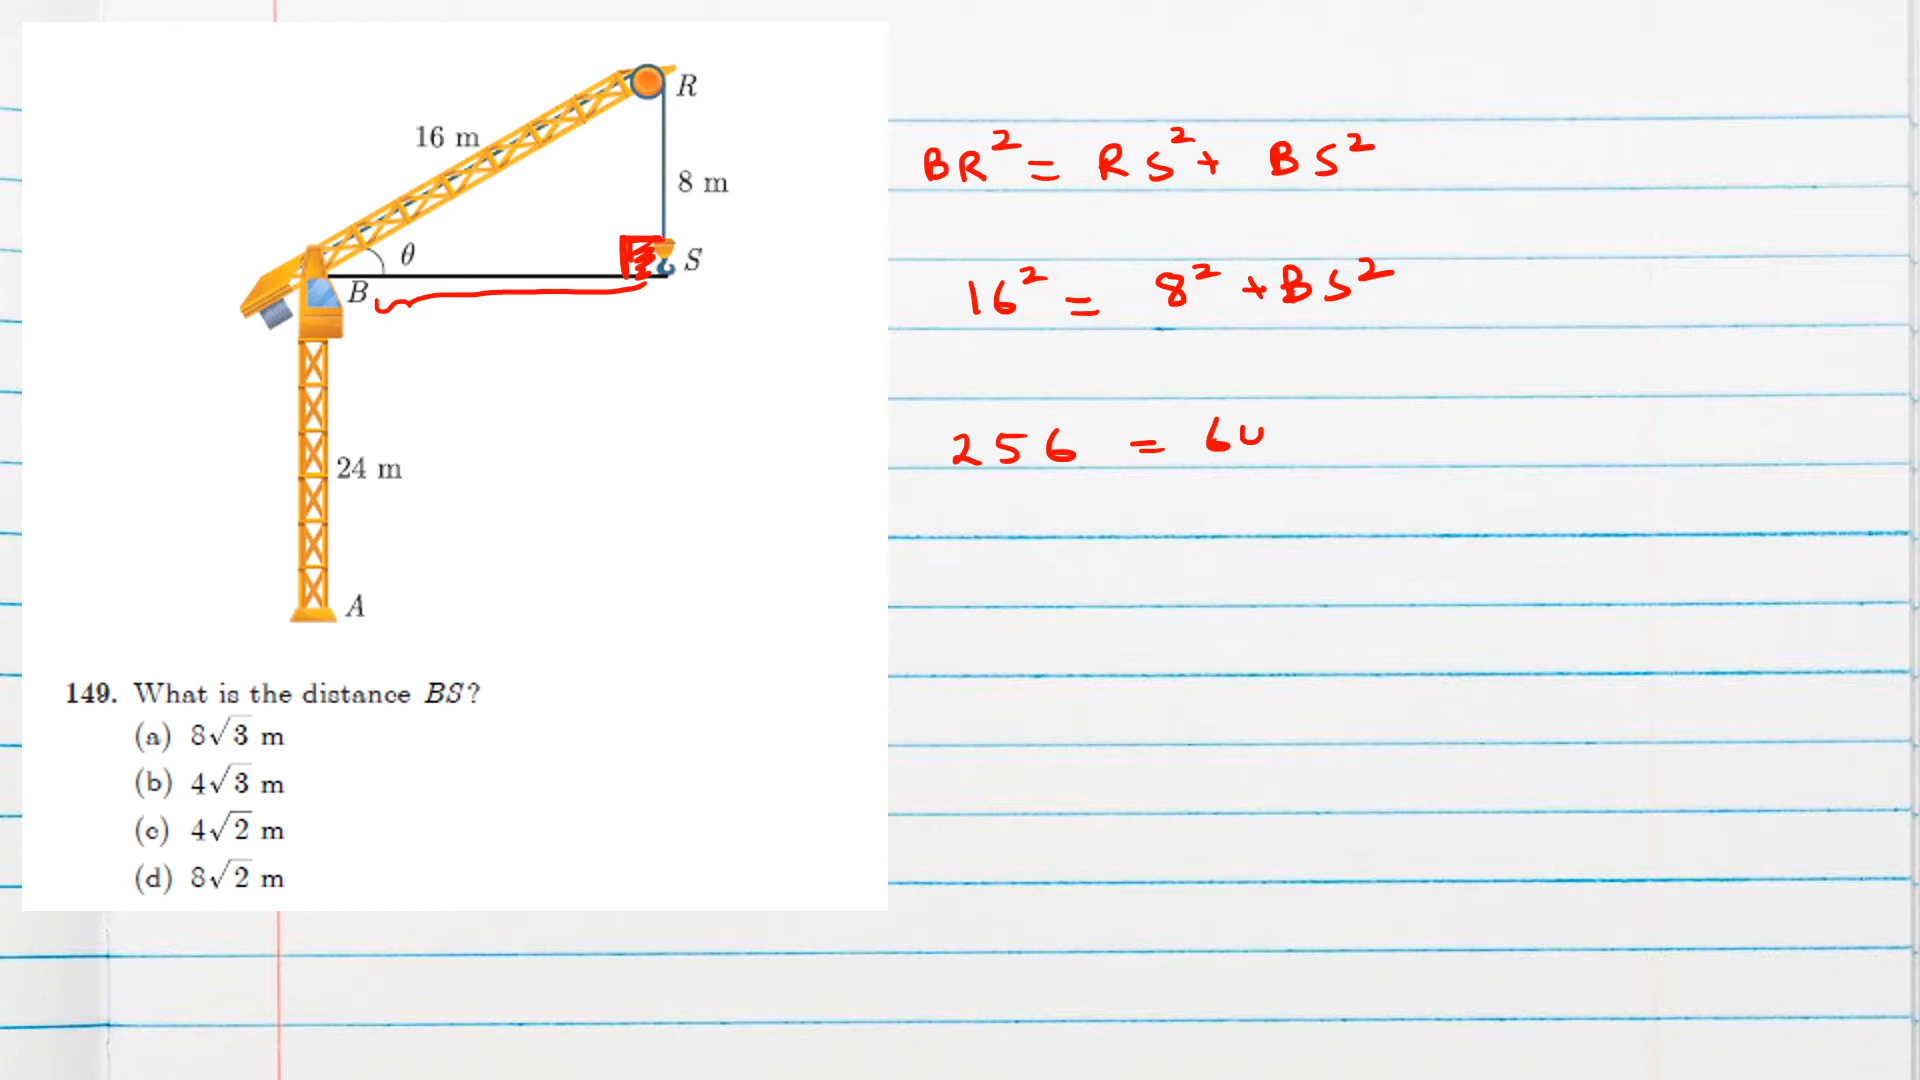 R
16 m
8 m
θ
S
B
24 m
A
149. What is the distance BS?
(a) 8√3 m
(b) 4√3 m
(c) 4√2 m
(d) 8√2 m
BR² = RS² + BS²
16² = 8² + BS²
256 =